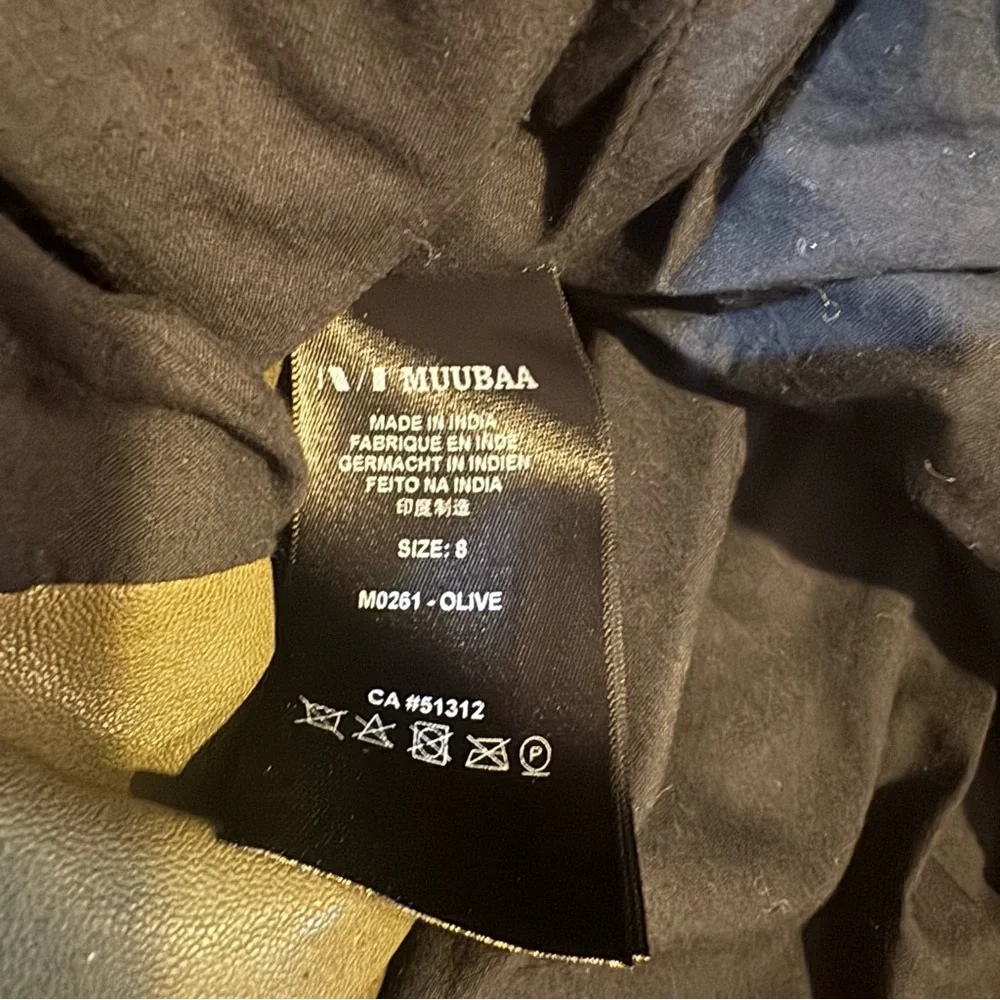 MUUBAA
MADE IN INDIA
FABRIQUE EN INDE
GERMACHT IN INDIEN
FEITO NA INDIA
印度制造
SIZE: 8
M0261 - OLIVE
CA #51312
P